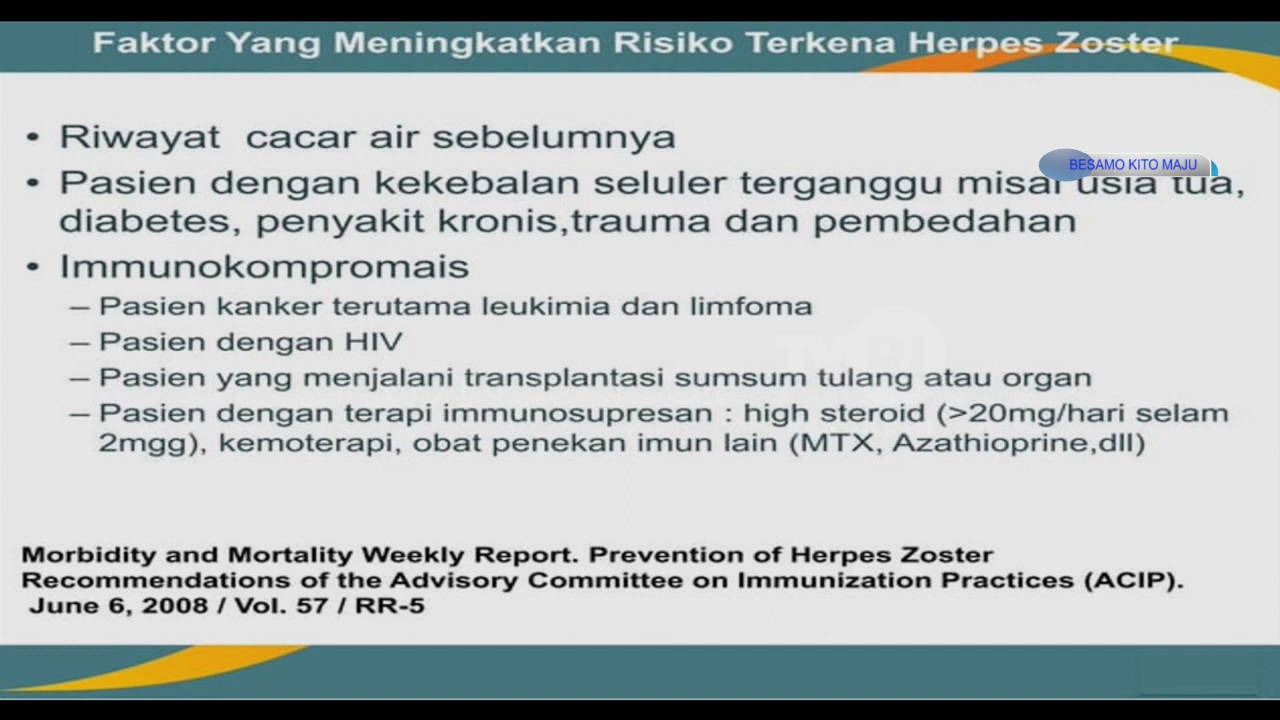 Faktor Yang Meningkatkan Risiko Terkena Herpes Zoster
• Riwayat cacar air sebelumnya
BESAMO KITO MAJU
• Pasien dengan kekebalan seluler terganggu misal usia tua,
diabetes, penyakit kronis,trauma dan pembedahan
• Immunokompromais
– Pasien kanker terutama leukimia dan limfoma
– Pasien dengan HIV
– Pasien yang menjalani transplantasi sumsum tulang atau organ
– Pasien dengan terapi immunosupresan : high steroid (>20mg/hari selam
2mgg), kemoterapi, obat penekan imun lain (MTX, Azathioprine,dll)
Morbidity and Mortality Weekly Report. Prevention of Herpes Zoster
Recommendations of the Advisory Committee on Immunization Practices (ACIP).
June 6, 2008 / Vol. 57 / RR-5